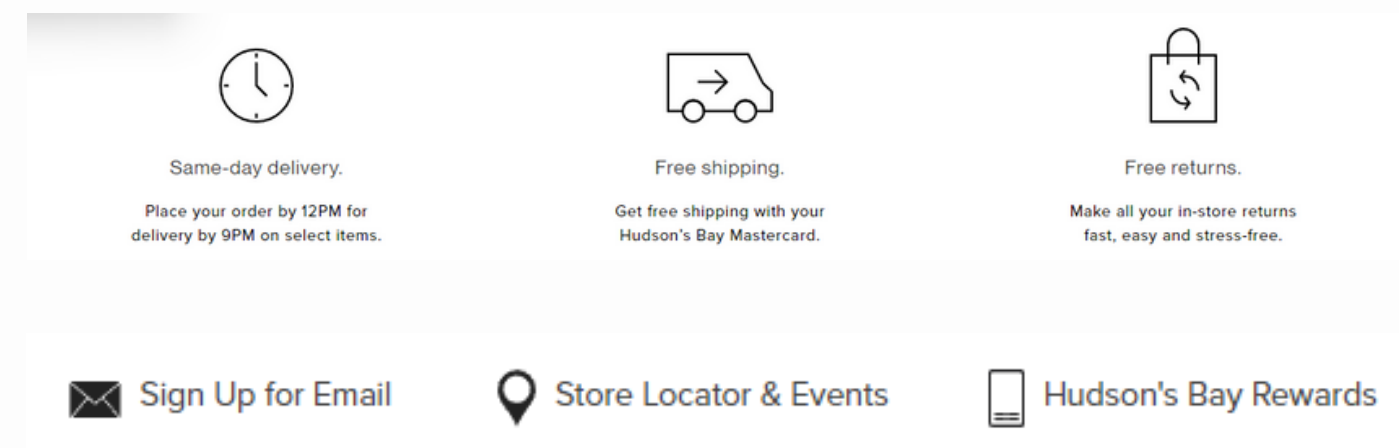 Same-day delivery.
Place your order by 12PM for
delivery by 9PM on select items.
Free shipping.
Get free shipping with your
Hudson's Bay Mastercard.
Free returns.
Make all your in-store returns
fast, easy and stress-free.
Sign Up for Email
Store Locator & Events
Hudson's Bay Rewards